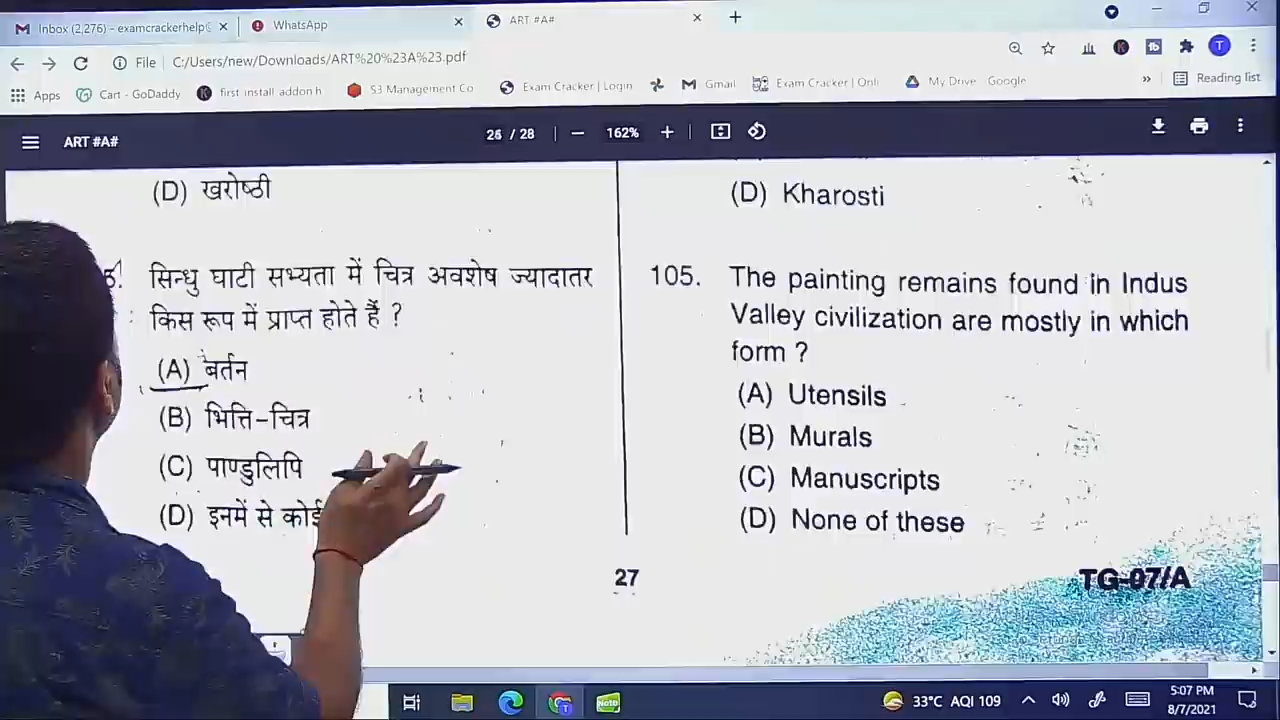 Inbox (2,276) – examcrackerhelp
WhatsApp
ART #A#
File
C:/Users/new/Downloads/ART%20%23A%23.pdf
Apps
Cart - GoDaddy
first install addon h
S3 Management Co
Exam Cracker | Login
Gmail
Exam Cracker | Onli
My Drive
Google
»
Reading list
ART #A#
26 / 28
162%
(D) खरोष्ठी
सिन्धु घाटी सभ्यता में चित्र अवशेष ज्यादातर
किस रूप में प्राप्त होते हैं ?
(A) बर्तन
(B) भित्ति-चित्र
(C) पाण्डुलिपि
(D) इनमें से कोई
(D) Kharosti
105. The painting remains found in Indus
Valley civilization are mostly in which
form ?
(A) Utensils
(B) Murals
(C) Manuscripts
(D) None of these
27
TG-07/A
33°C AQI 109
5:07 PM
8/7/2021